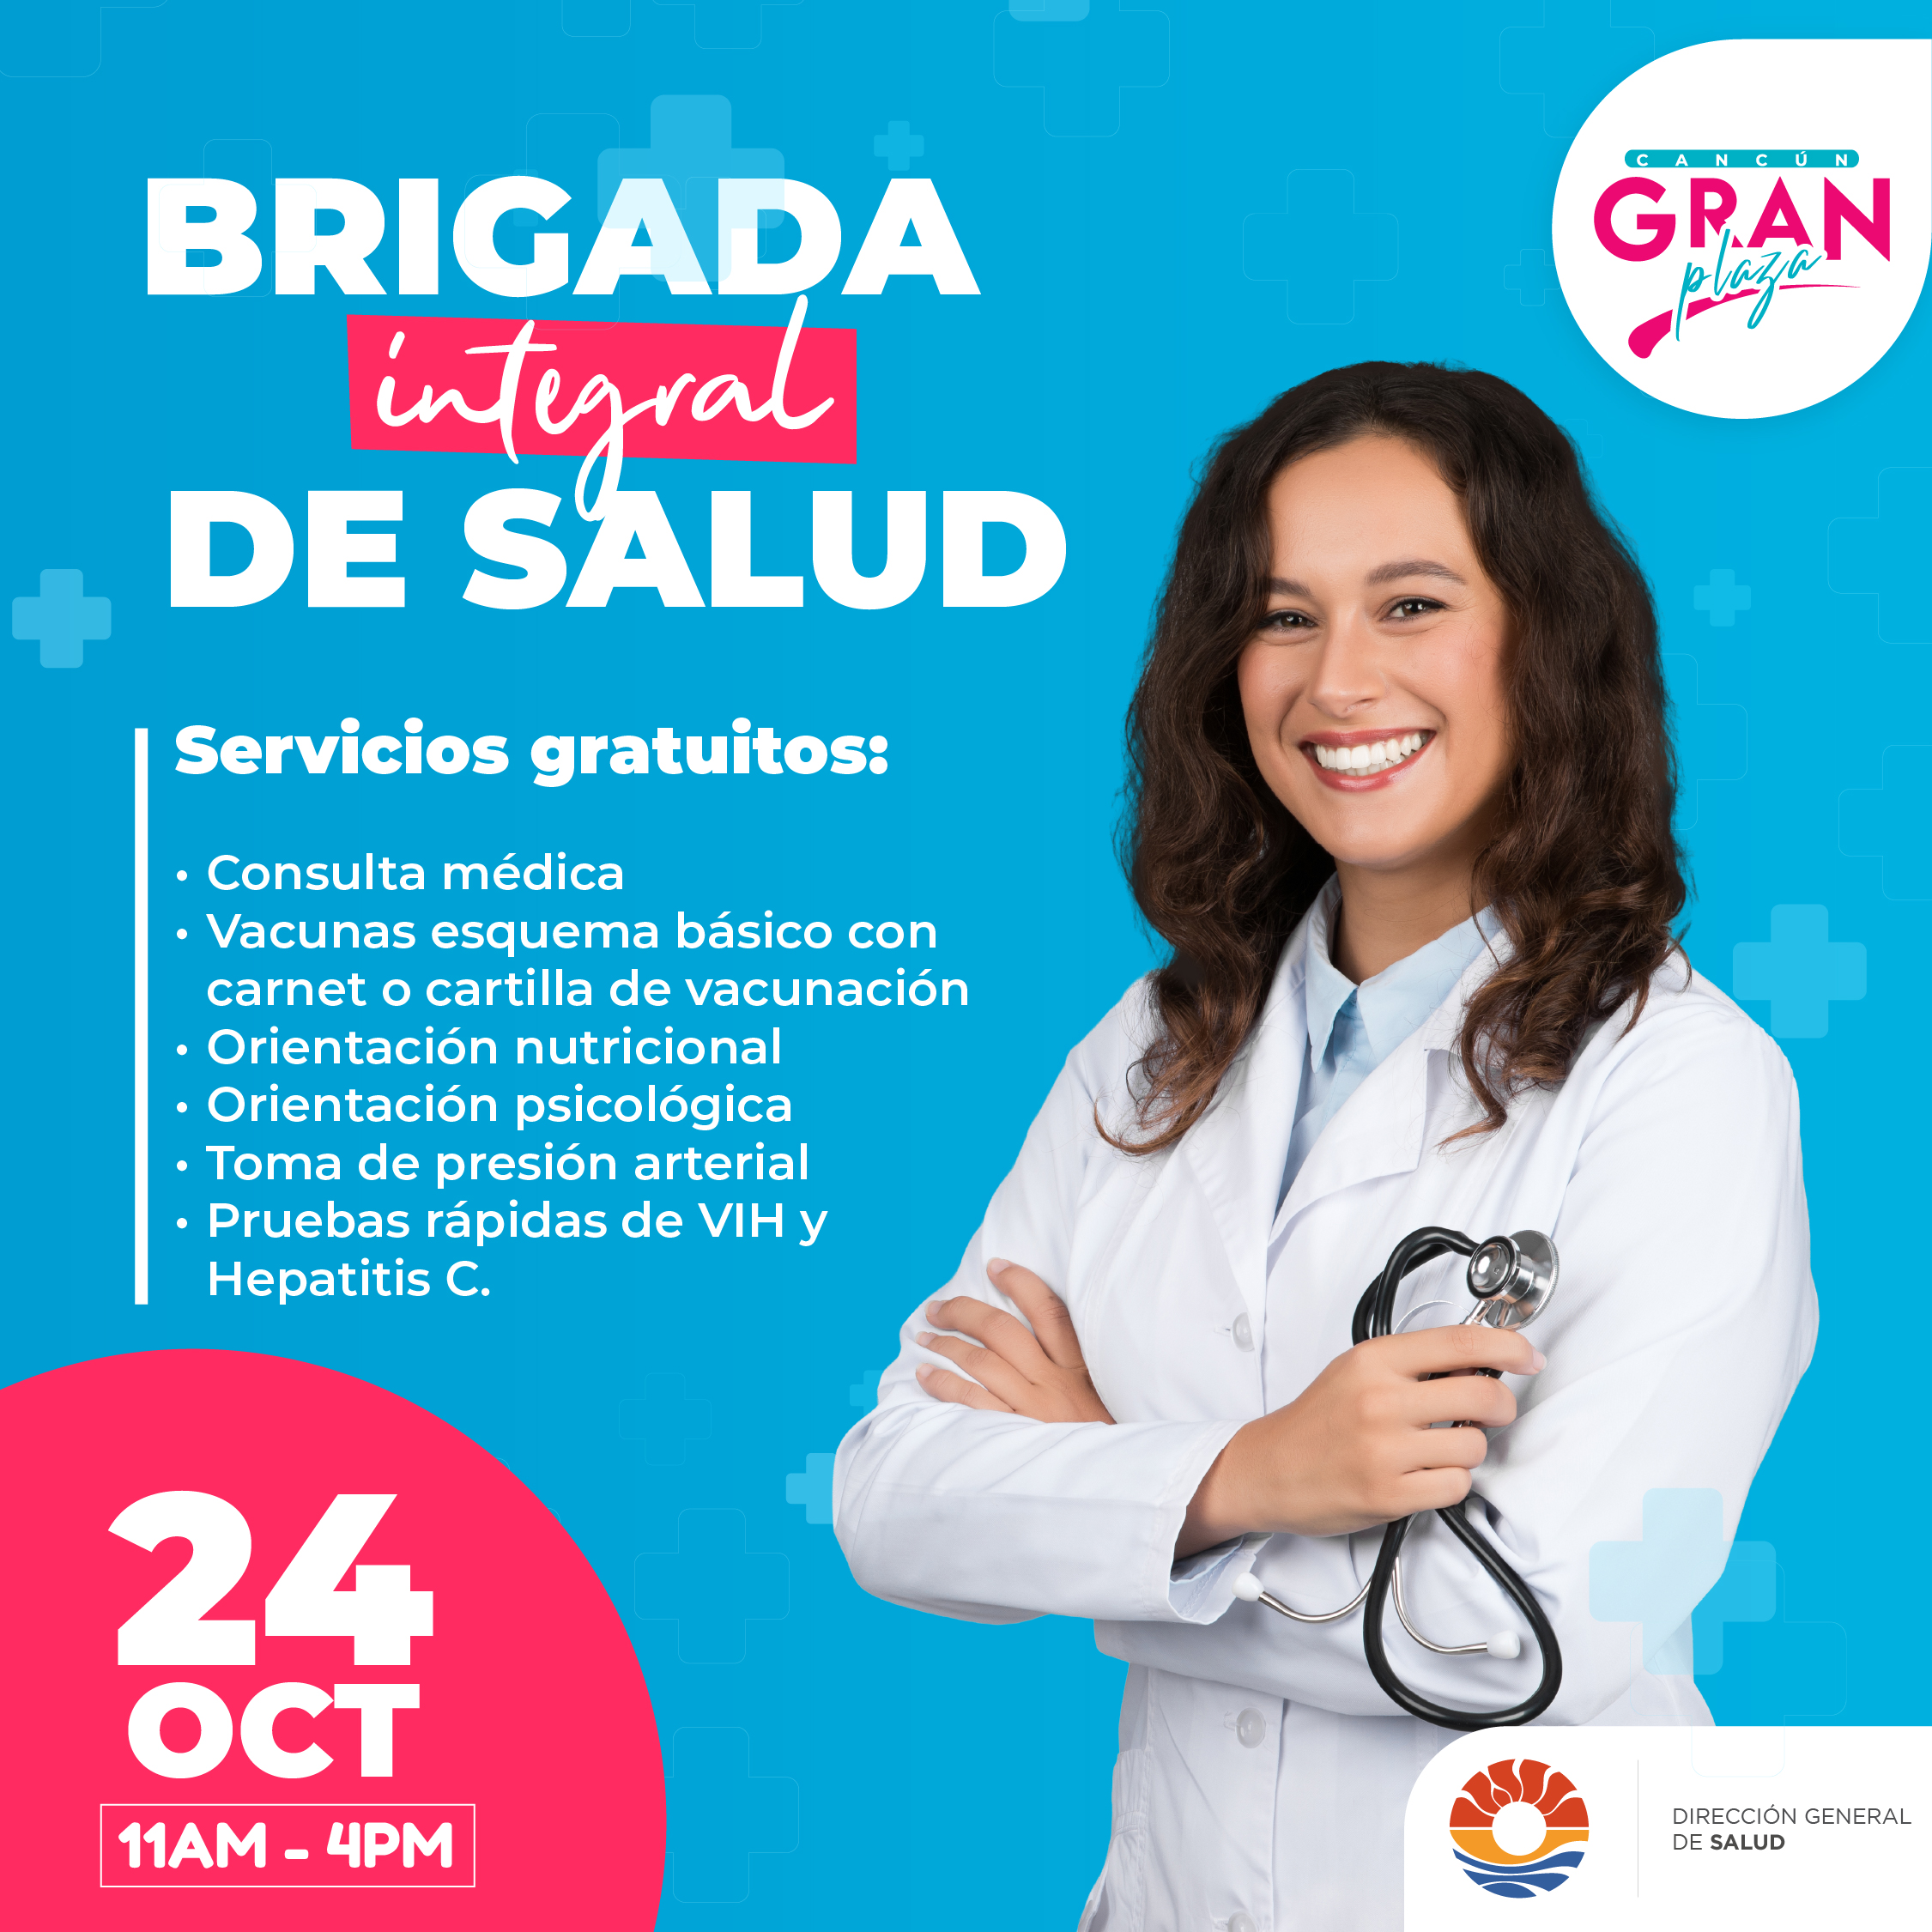 CANCÚN
GRAN
plaza
BRIGADA
integral
DE SALUD
Servicios gratuitos:
• Consulta médica
• Vacunas esquema básico con
carnet o cartilla de vacunación
• Orientación nutricional
• Orientación psicológica
• Toma de presión arterial
• Pruebas rápidas de VIH y
Hepatitis C.
24
OCT
11AM - 4PM
DIRECCIÓN GENERAL
DE SALUD